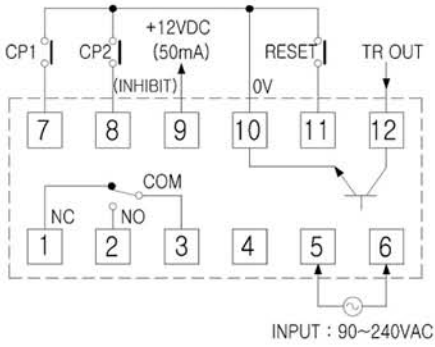 +12VDC
CP1 CP2 (50mA) RESET TR OUT
(INHIBIT) 0V
7 8 9 10 11 12
COM
NC NO
1 2 3 4 5 6
INPUT : 90~240VAC